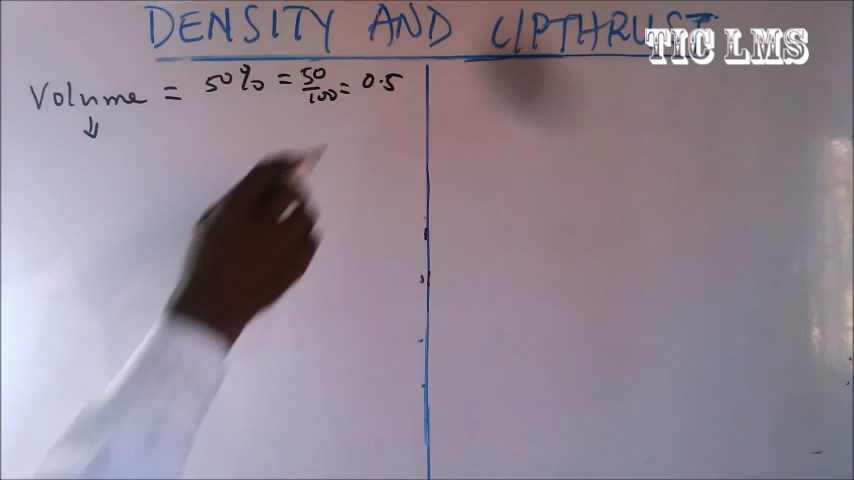 DENSITY AND UPTHRUST
TIC LMS
Volume = 50% = 50/100 = 0.5
↓